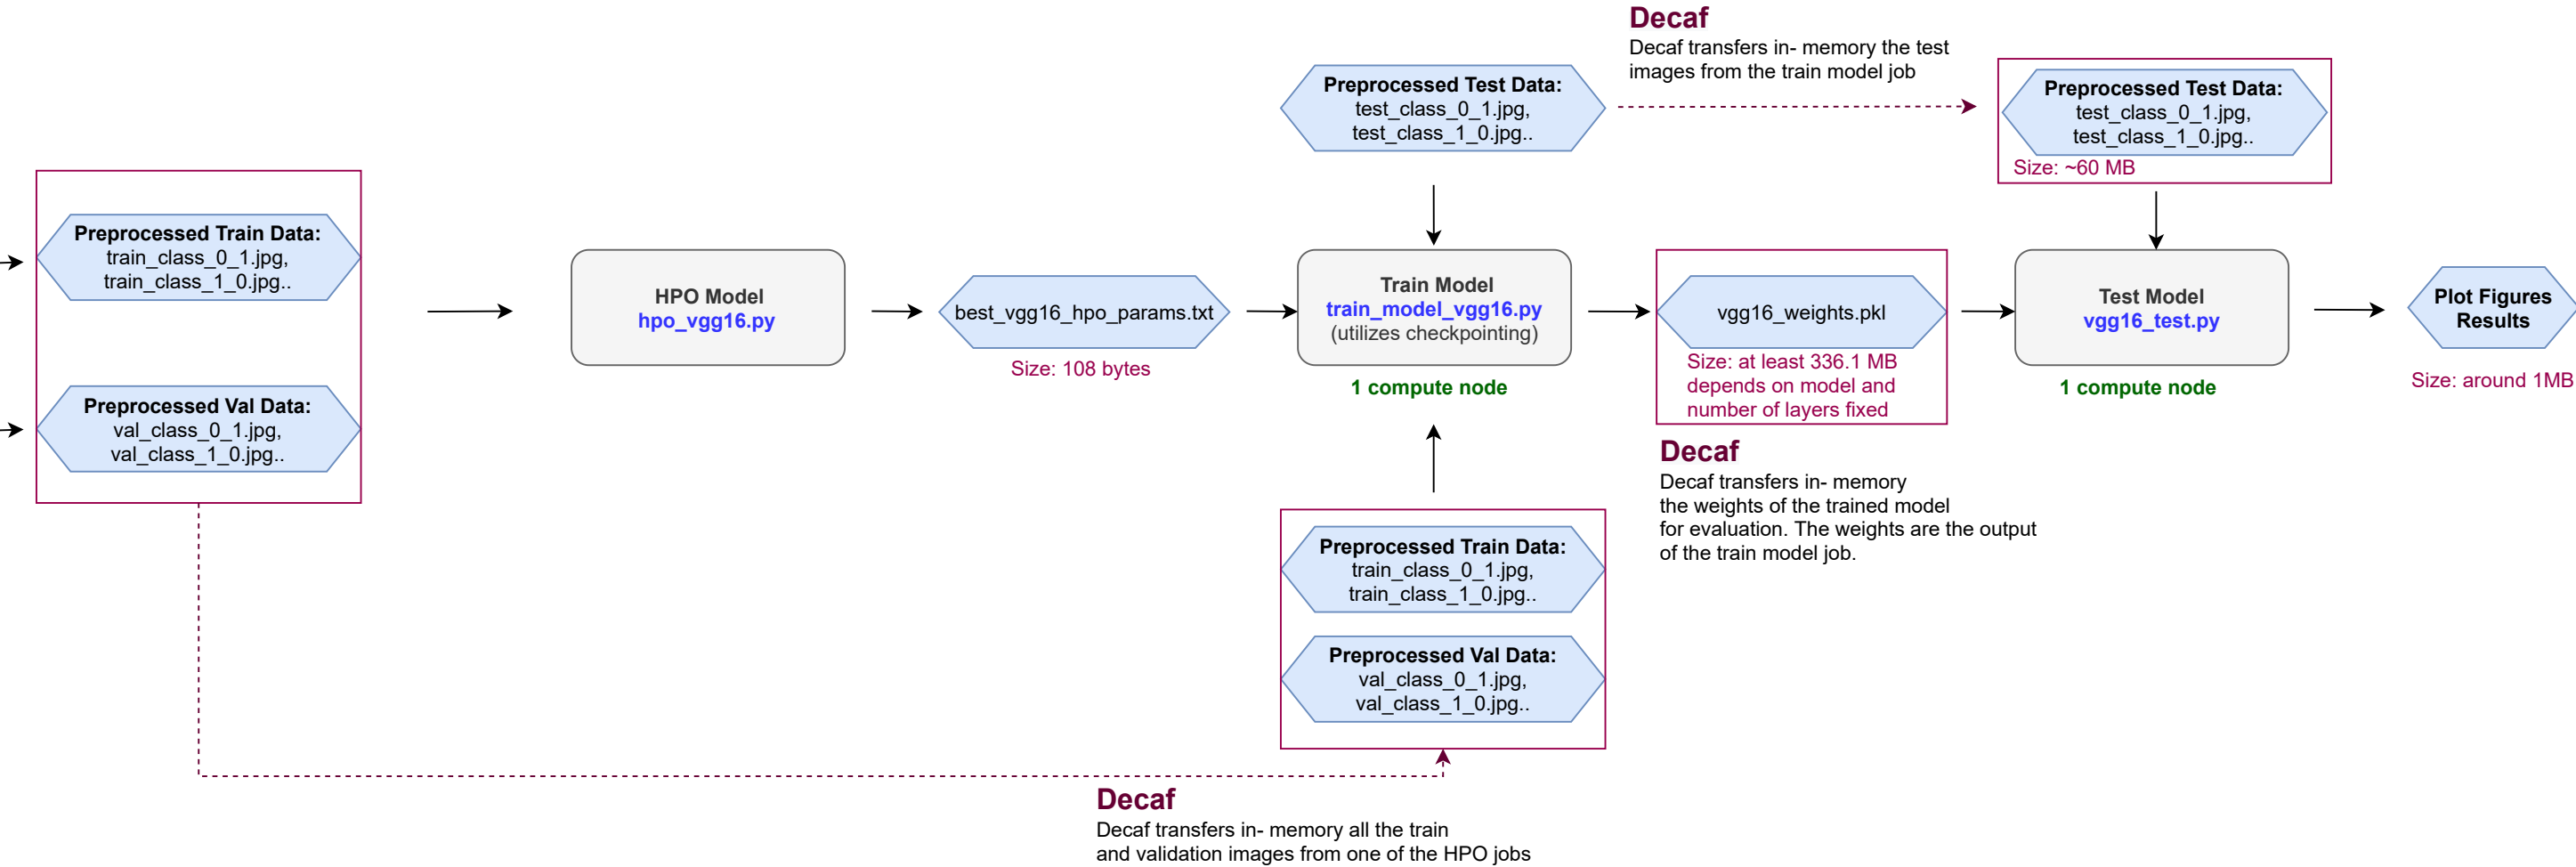 Decaf
Decaf transfers in- memory the test
images from the train model job
Preprocessed Test Data:
test_class_0_1.jpg,
test_class_1_0.jpg..
Preprocessed Test Data:
test_class_0_1.jpg,
test_class_1_0.jpg..
Size: ~60 MB
Preprocessed Train Data:
train_class_0_1.jpg,
train_class_1_0.jpg..
Preprocessed Val Data:
val_class_0_1.jpg,
val_class_1_0.jpg..
HPO Model
hpo_vgg16.py
best_vgg16_hpo_params.txt
Size: 108 bytes
Train Model
train_model_vgg16.py
(utilizes checkpointing)
1 compute node
vgg16_weights.pkl
Size: at least 336.1 MB
depends on model and
number of layers fixed
Decaf
Decaf transfers in- memory
the weights of the trained model
for evaluation. The weights are the output
of the train model job.
Test Model
vgg16_test.py
1 compute node
Plot Figures
Results
Size: around 1MB
Preprocessed Train Data:
train_class_0_1.jpg,
train_class_1_0.jpg..
Preprocessed Val Data:
val_class_0_1.jpg,
val_class_1_0.jpg..
Decaf
Decaf transfers in- memory all the train
and validation images from one of the HPO jobs